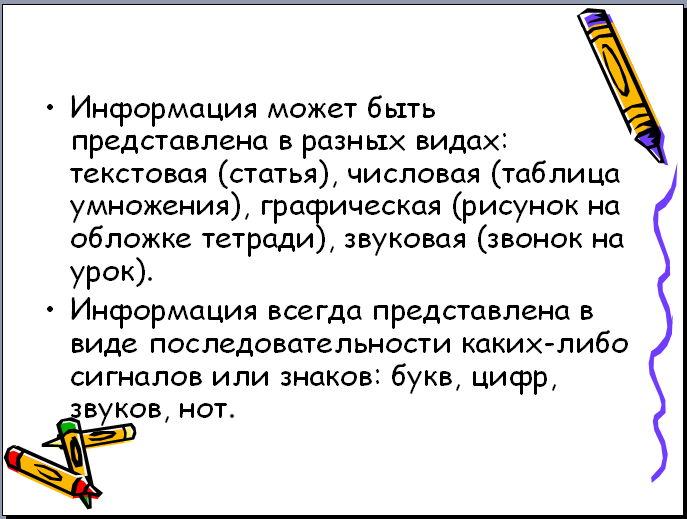 • Информация может быть
представлена в разных видах:
текстовая (статья), числовая (таблица
умножения), графическая (рисунок на
обложке тетради), звуковая (звонок на
урок).
• Информация всегда представлена в
виде последовательности каких-либо
сигналов или знаков: букв, цифр,
звуков, нот.